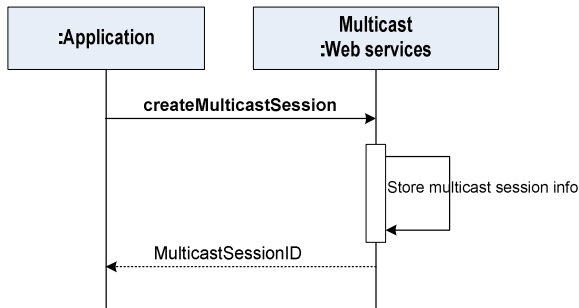 :Application
Multicast
:Web services
createMulticastSession
Store multicast session info
MulticastSessionID